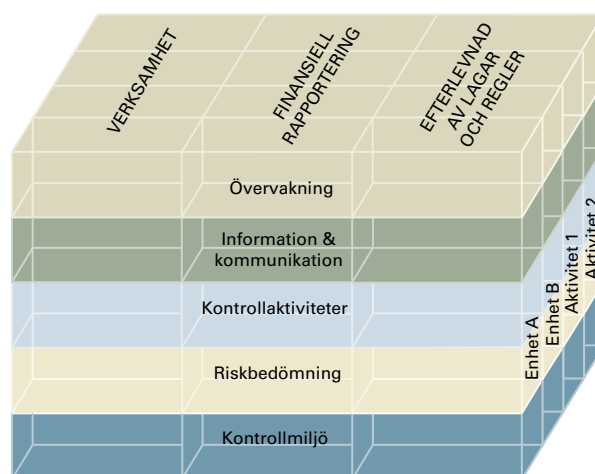 VERKSAMHET
FINANSIELL
RAPPORTERING
EFTERLEVNAD
AV LAGAR
OCH REGLER
Övervakning
Information &
kommunikation
Kontrollaktiviteter
Riskbedömning
Kontrollmiljö
Enhet A
Enhet B
Aktivitet 1
Aktivitet 2